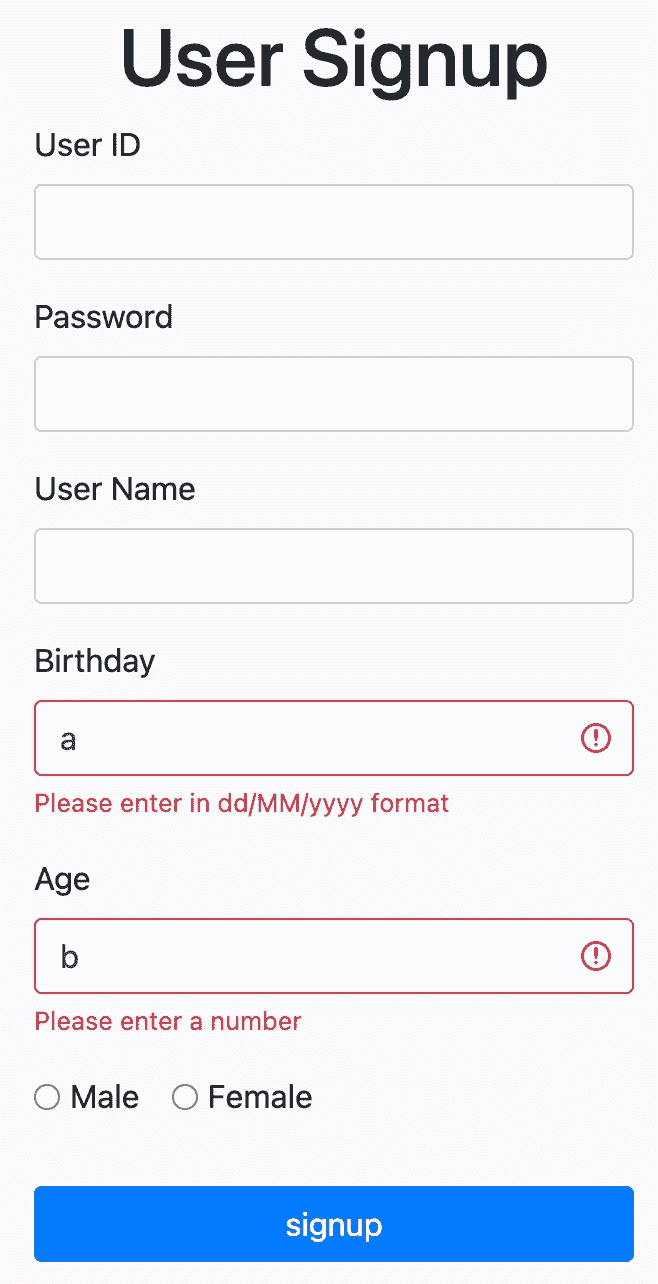 User Signup
User ID
Password
User Name
Birthday
a
Please enter in dd/MM/yyyy format
Age
b
Please enter a number
Male Female
signup